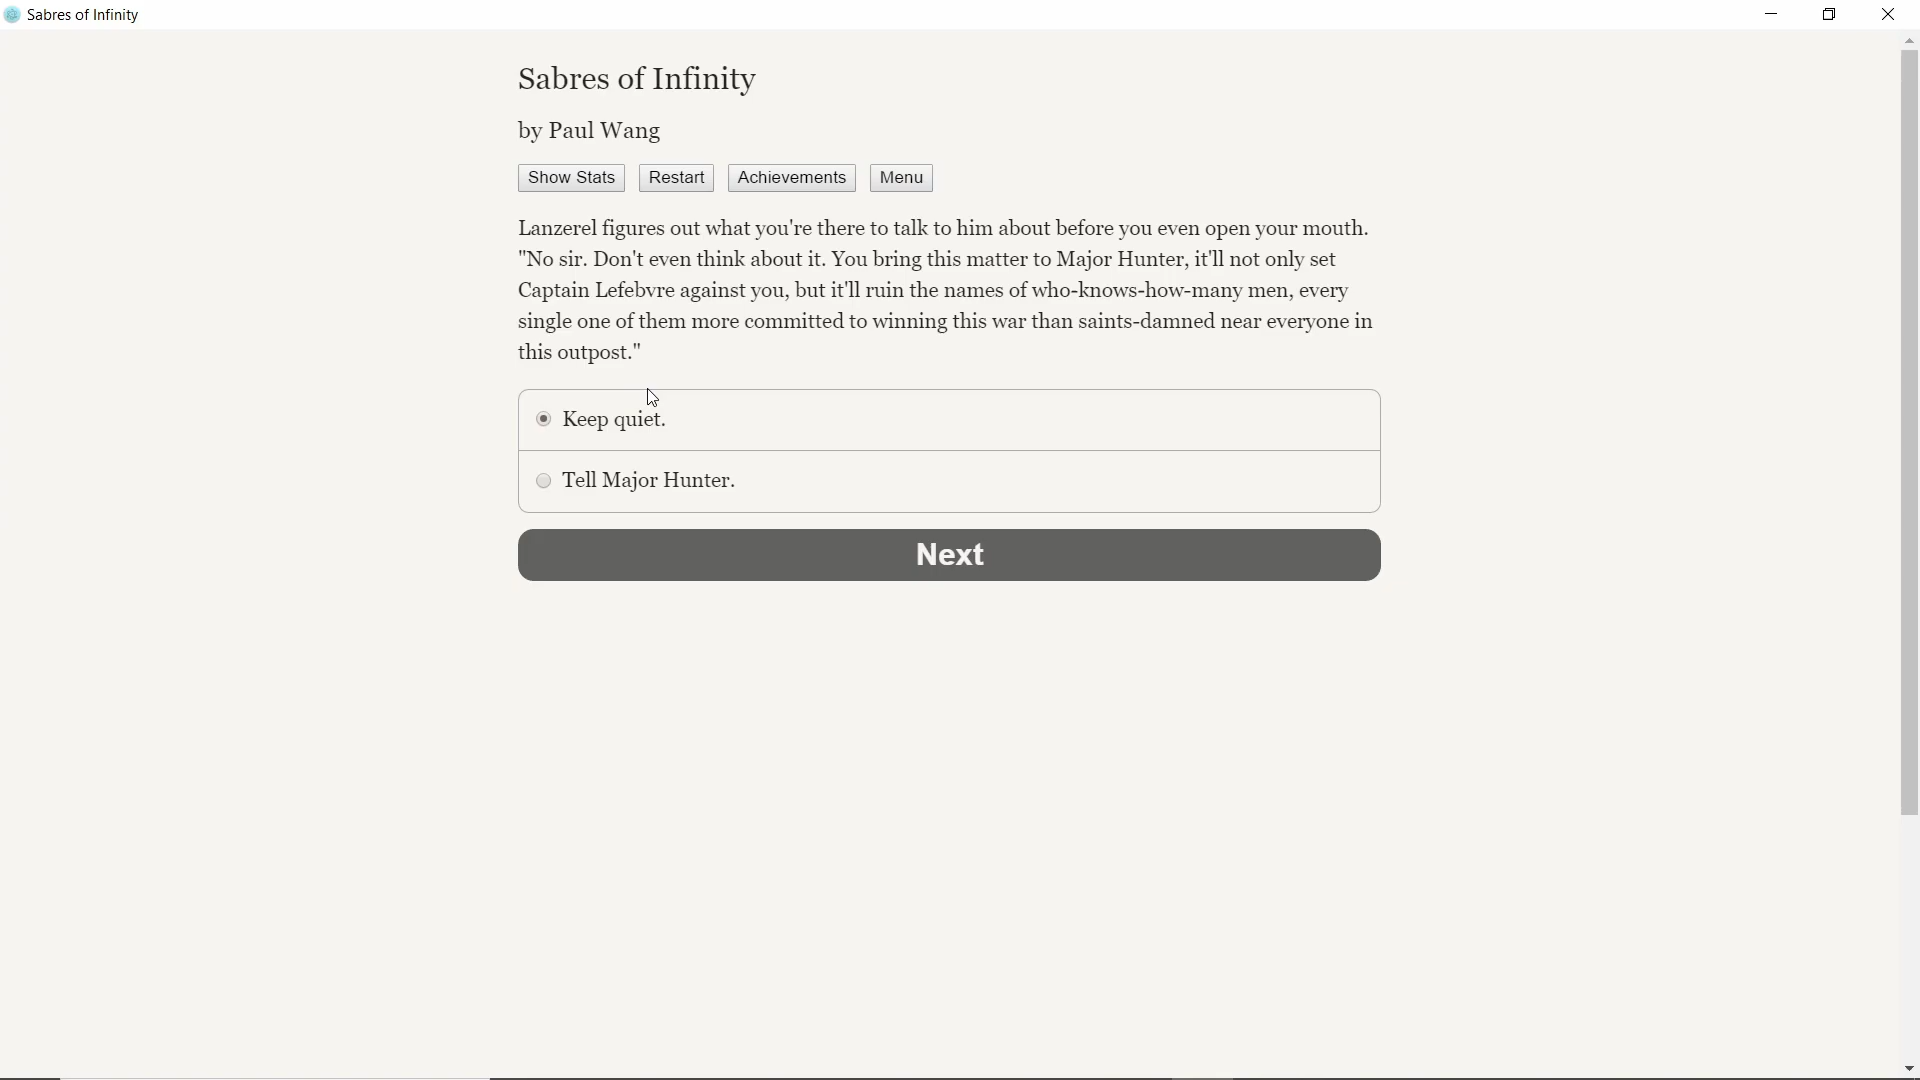 Sabres of Infinity
Sabres of Infinity
by Paul Wang
Show Stats Restart Achievements Menu
Lanzerel figures out what you're there to talk to him about before you even open your mouth.
"No sir. Don't even think about it. You bring this matter to Major Hunter, it'll not only set
Captain Lefebvre against you, but it'll ruin the names of who-knows-how-many men, every
single one of them more committed to winning this war than saints-damned near everyone in
this outpost."
Keep quiet.
Tell Major Hunter.
Next